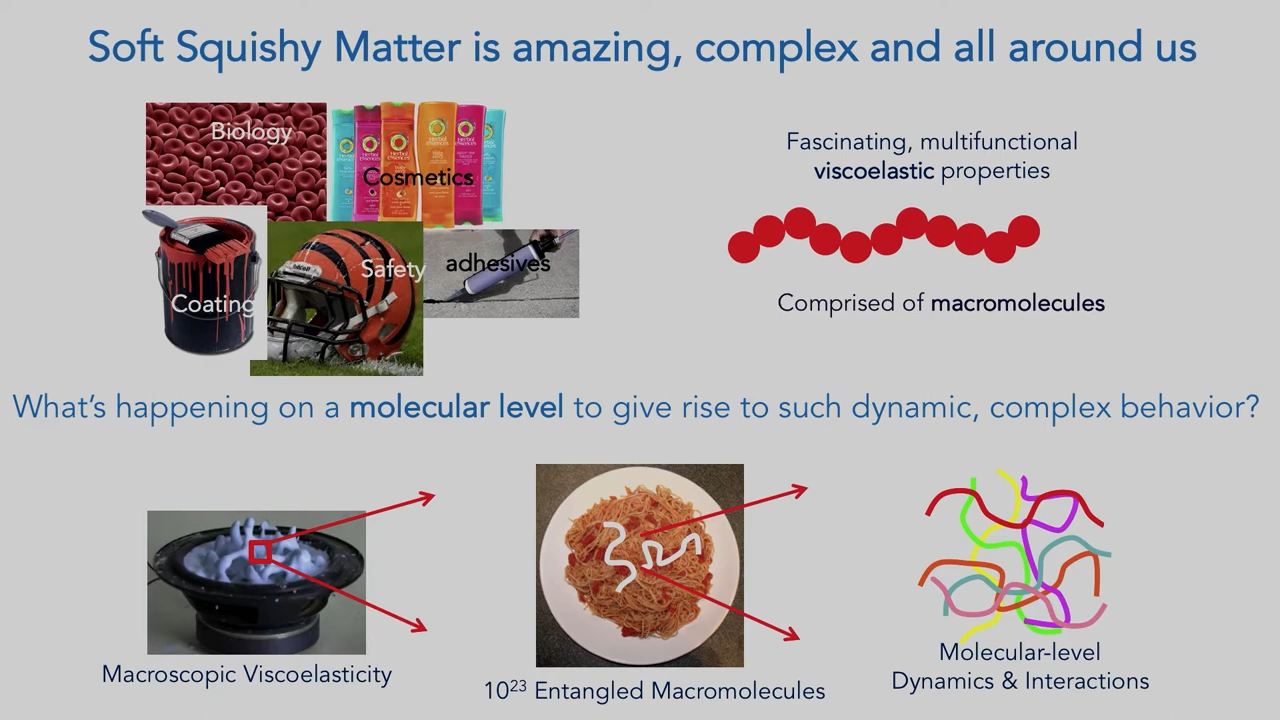 Soft Squishy Matter is amazing, complex and all around us
Biology
Cosmetics
Coating
Safety
adhesives
Fascinating, multifunctional
viscoelastic properties
Comprised of macromolecules
What's happening on a molecular level to give rise to such dynamic, complex behavior?
Macroscopic Viscoelasticity
10²³ Entangled Macromolecules
Molecular-level
Dynamics & Interactions